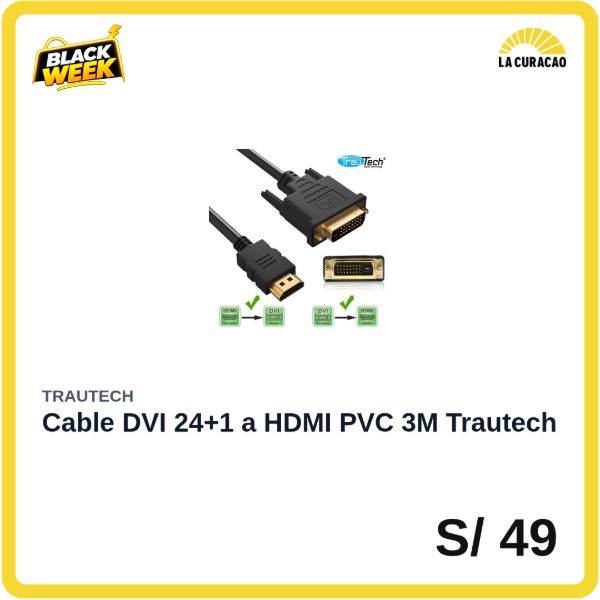 BLACK
WEEK
LA CURACAO
TrauTech®
HDMI
DVI
DVI
HDMI
TRAUTECH
Cable DVI 24+1 a HDMI PVC 3M Trautech
S/ 49